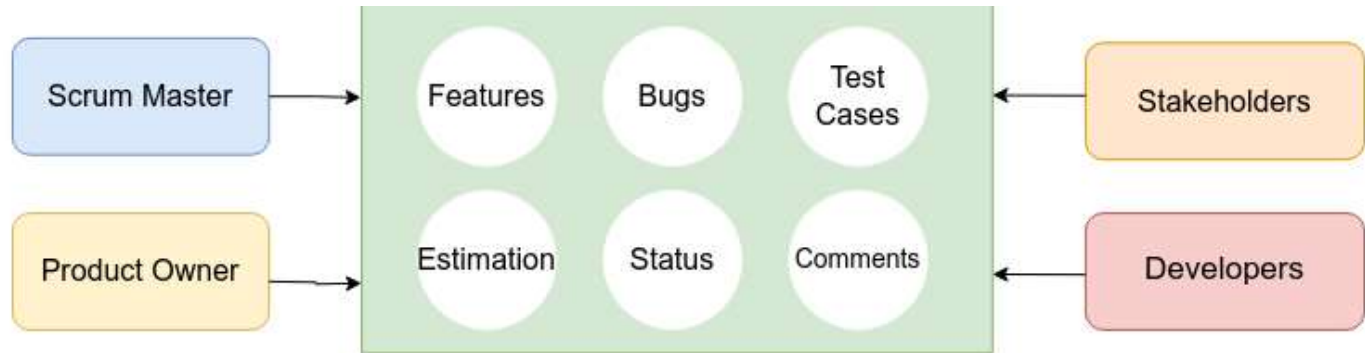 Scrum Master
Features
Bugs
Test
Cases
Stakeholders
Product Owner
Estimation
Status
Comments
Developers